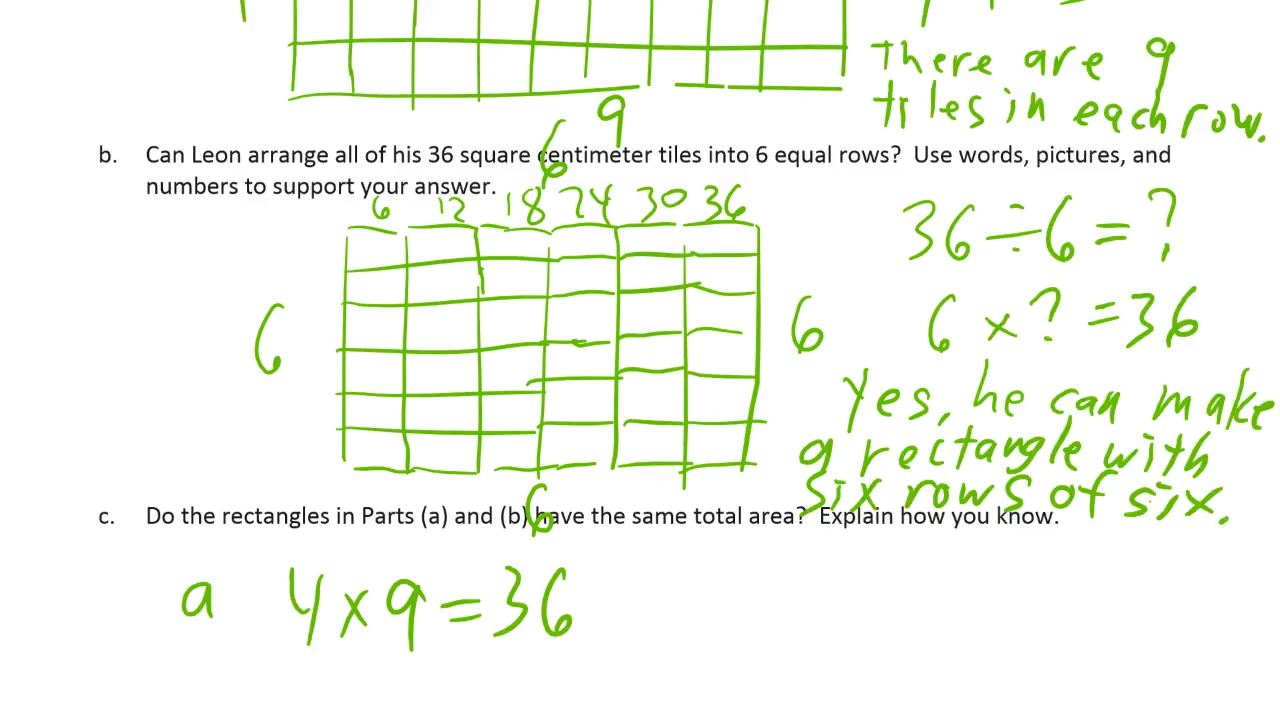 There are 9
tiles in each row.
9
b. Can Leon arrange all of his 36 square centimeter tiles into 6 equal rows? Use words, pictures, and
numbers to support your answer.
6
6 12 18 24 30 36
6
6
6
36 ÷ 6 = ?
6 × ? = 36
Yes, he can make
a rectangle with
six rows of six.
c. Do the rectangles in Parts (a) and (b) have the same total area? Explain how you know.
a 4 × 9 = 36